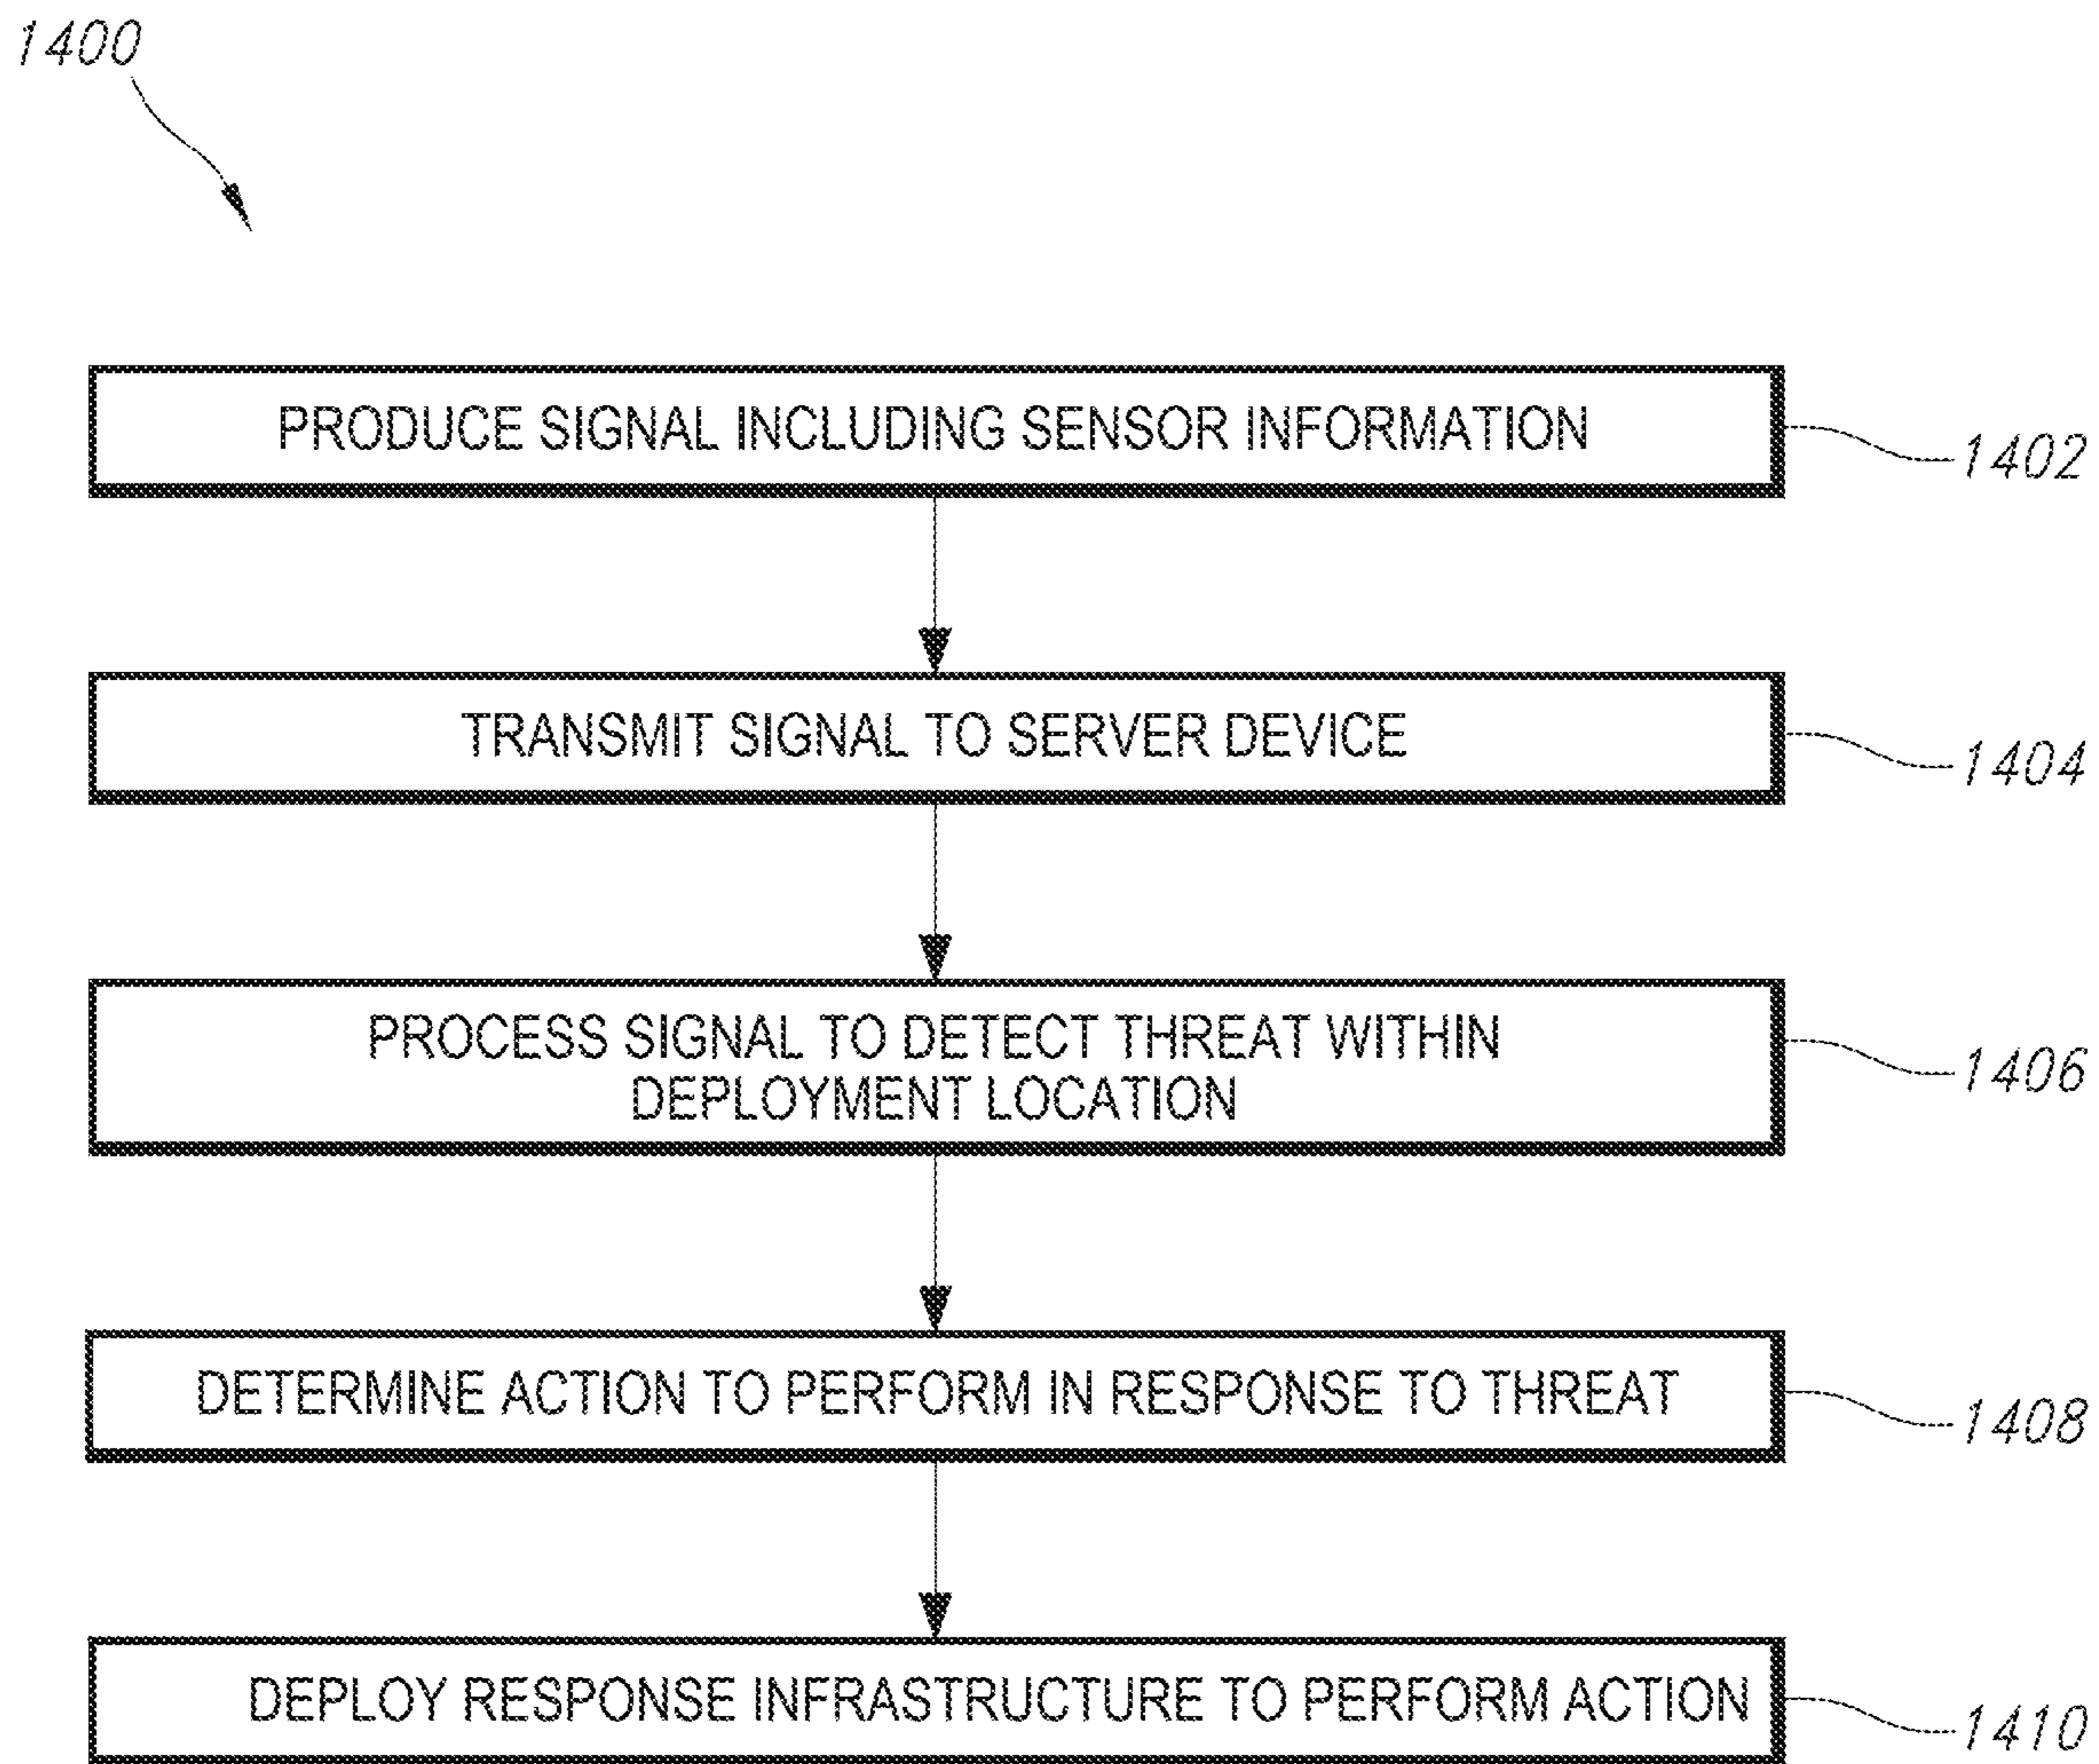 1400
PRODUCE SIGNAL INCLUDING SENSOR INFORMATION
1402
TRANSMIT SIGNAL TO SERVER DEVICE
1404
PROCESS SIGNAL TO DETECT THREAT WITHIN
DEPLOYMENT LOCATION
1406
DETERMINE ACTION TO PERFORM IN RESPONSE TO THREAT
1408
DEPLOY RESPONSE INFRASTRUCTURE TO PERFORM ACTION
1410